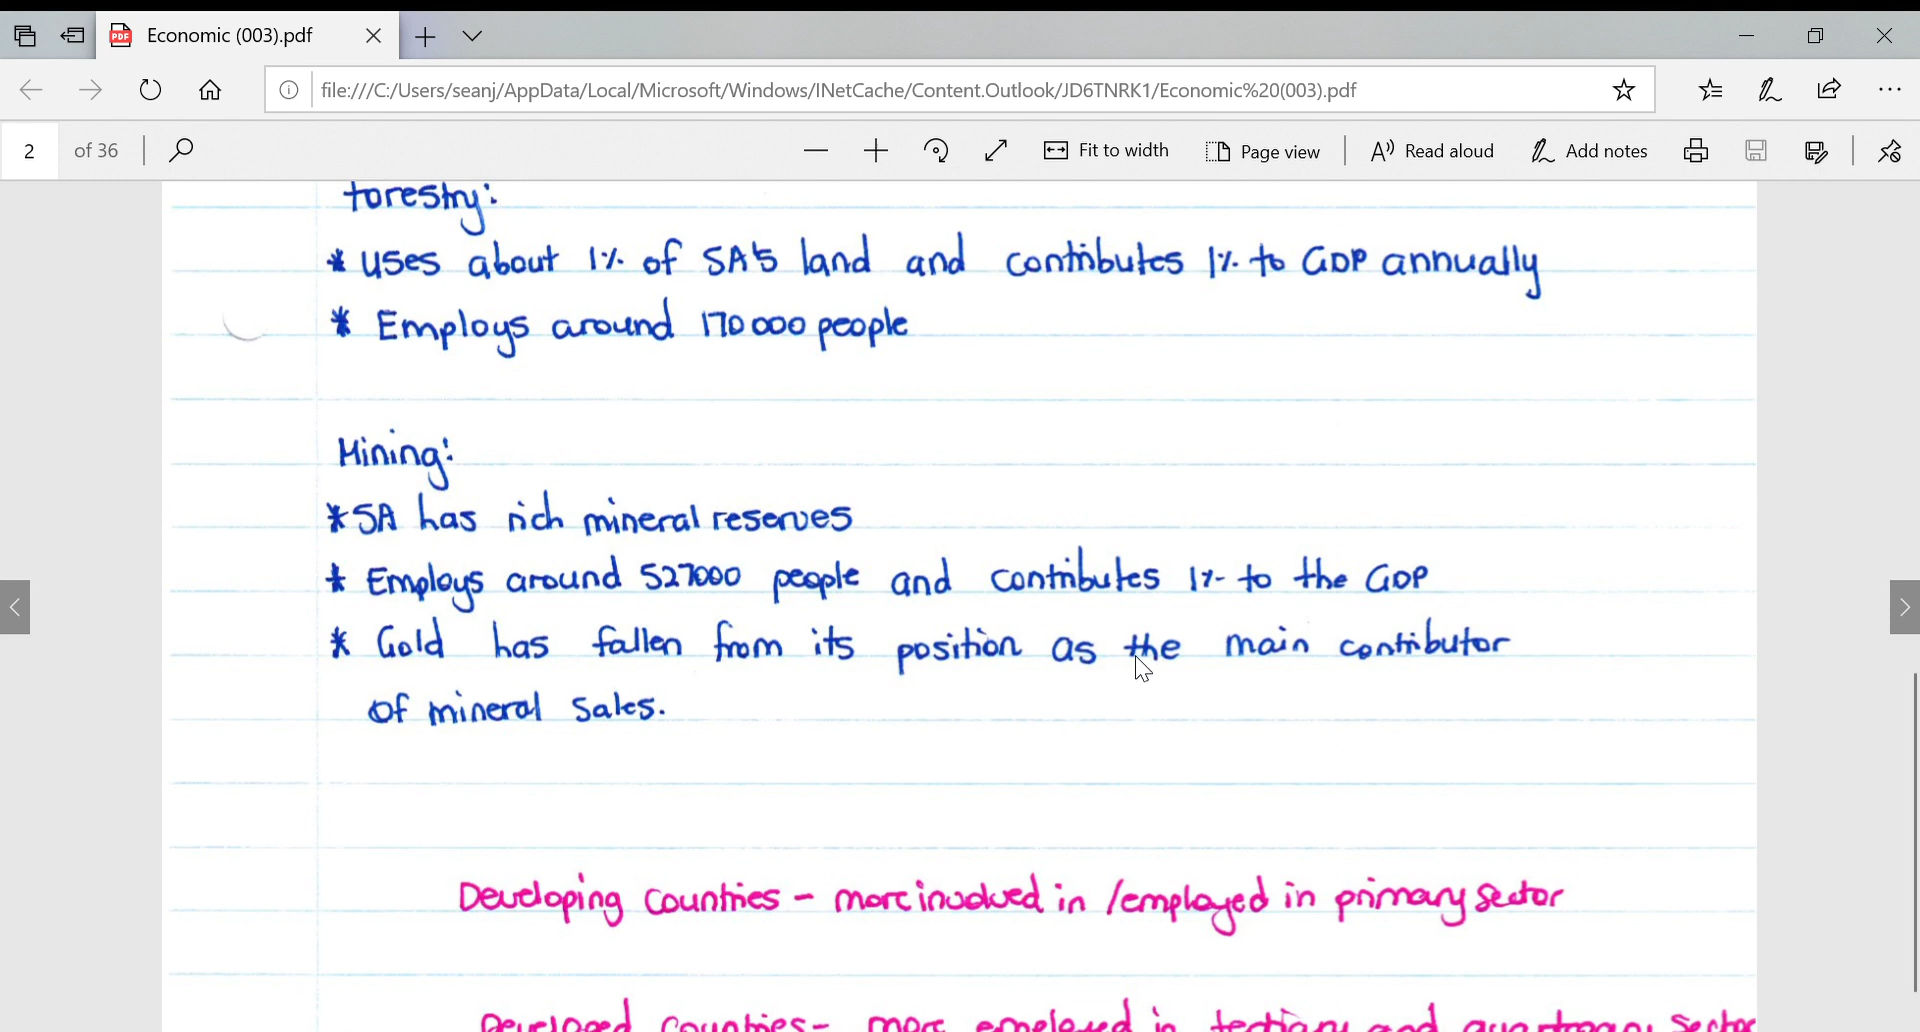 Economic (003).pdf
file:///C:/Users/seanj/AppData/Local/Microsoft/Windows/INetCache/Content.Outlook/JD6TNRK1/Economic%20(003).pdf
2 of 36 Fit to width Page view Read aloud Add notes
forestry:
* uses about 1% of SA's land and contributes 1% to GDP annually
* Employs around 170 000 people
Mining:
* SA has rich mineral reserves
* Employs around 527000 people and contributes 1% to the GDP
* Gold has fallen from its position as the main contributor
of mineral sales.
Developing countries - more involved in /employed in primary sector
Developed countries - more employed in tertiary and quartenary sector